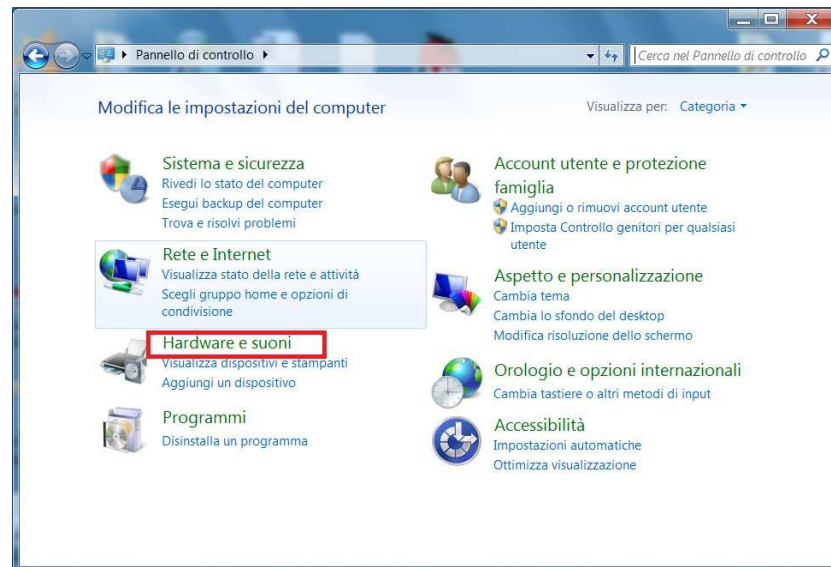 Pannello di controllo
Cerca nel Pannello di controllo
Modifica le impostazioni del computer
Visualizza per: Categoria
Sistema e sicurezza
Rivedi lo stato del computer
Esegui backup del computer
Trova e risolvi problemi
Rete e Internet
Visualizza stato della rete e attività
Scegli gruppo home e opzioni di
condivisione
Hardware e suoni
Visualizza dispositivi e stampanti
Aggiungi un dispositivo
Programmi
Disinstalla un programma
Account utente e protezione
famiglia
Aggiungi o rimuovi account utente
Imposta Controllo genitori per qualsiasi
utente
Aspetto e personalizzazione
Cambia tema
Cambia lo sfondo del desktop
Modifica risoluzione dello schermo
Orologio e opzioni internazionali
Cambia tastiere o altri metodi di input
Accessibilità
Impostazioni automatiche
Ottimizza visualizzazione